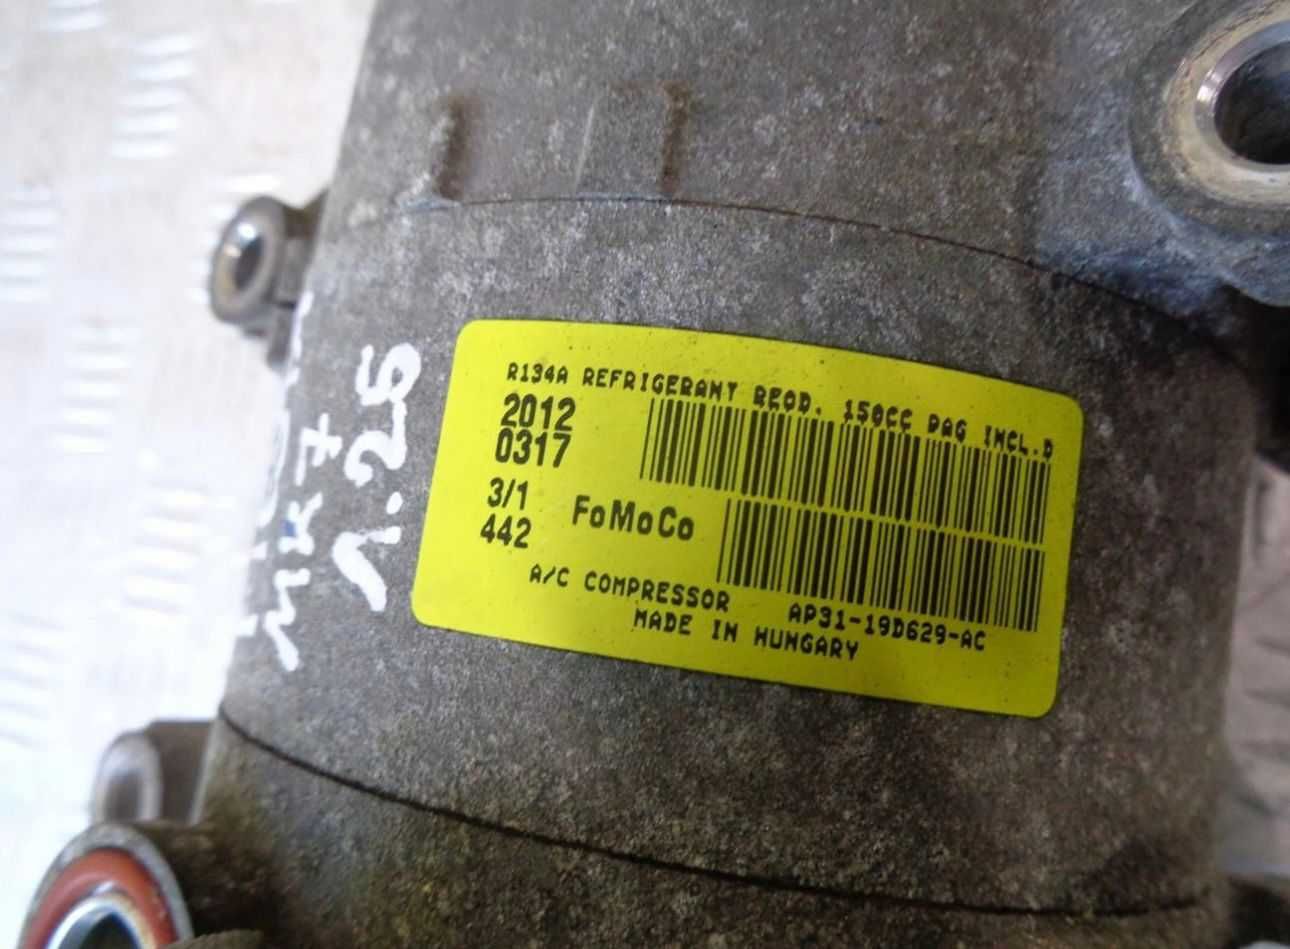 R134A REFRIGERANT REQD. 150CC PAG INCL.D
2012
0317
3/1
442
FoMoCo
A/C COMPRESSOR AP31-19D629-AC
MADE IN HUNGARY
MK7
1.25